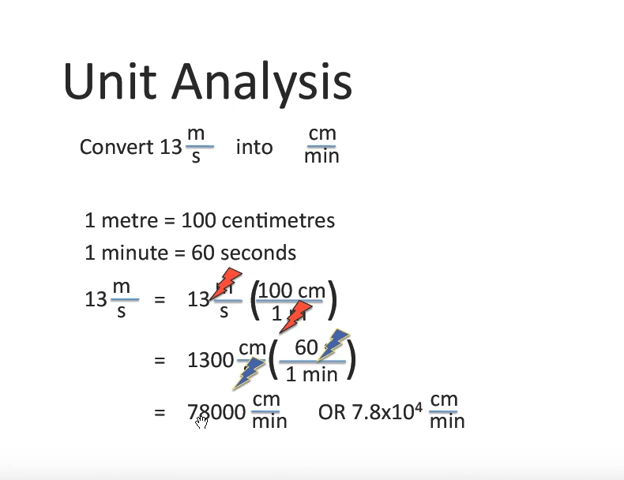 Unit Analysis
Convert 13 m/s into cm/min
1 metre = 100 centimetres
1 minute = 60 seconds
13 m/s = 13 /s (100 cm/1 )
= 1300 cm/ (60 /1 min)
= 78000 cm/min OR 7.8x10⁴ cm/min